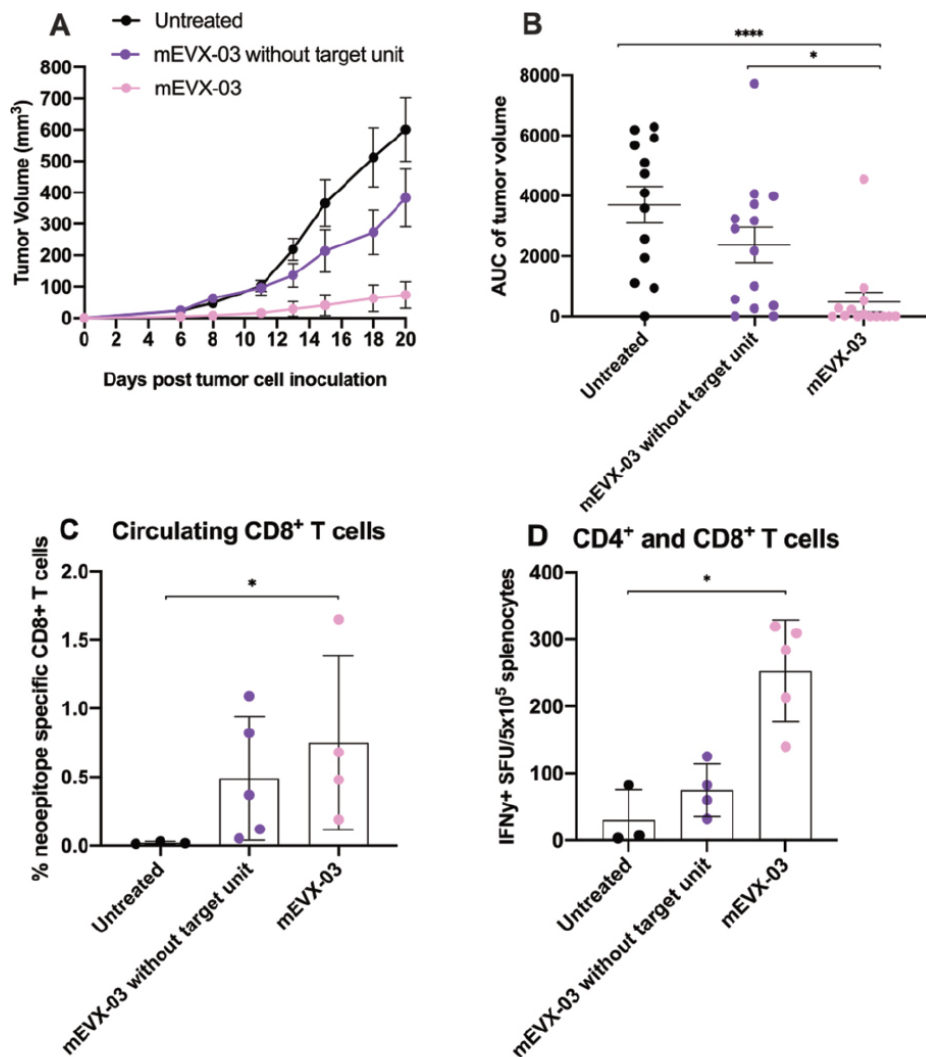 A
Untreated
mEVX-03 without target unit
mEVX-03
Tumor Volume (mm³)
800
700
600
500
400
300
200
100
0
0 2 4 6 8 10 12 14 16 18 20
Days post tumor cell inoculation
B
****
*
AUC of tumor volume
8000
6000
4000
2000
0
Untreated
mEVX-03 without target unit
mEVX-03
C Circulating CD8⁺ T cells
% neoepitope specific CD8+ T cells
2.0
1.5
1.0
0.5
0.0
*
Untreated
mEVX-03 without target unit
mEVX-03
D CD4⁺ and CD8⁺ T cells
IFNy+ SFU/5x10⁵ splenocytes
400
300
200
100
0
*
Untreated
mEVX-03 without target unit
mEVX-03